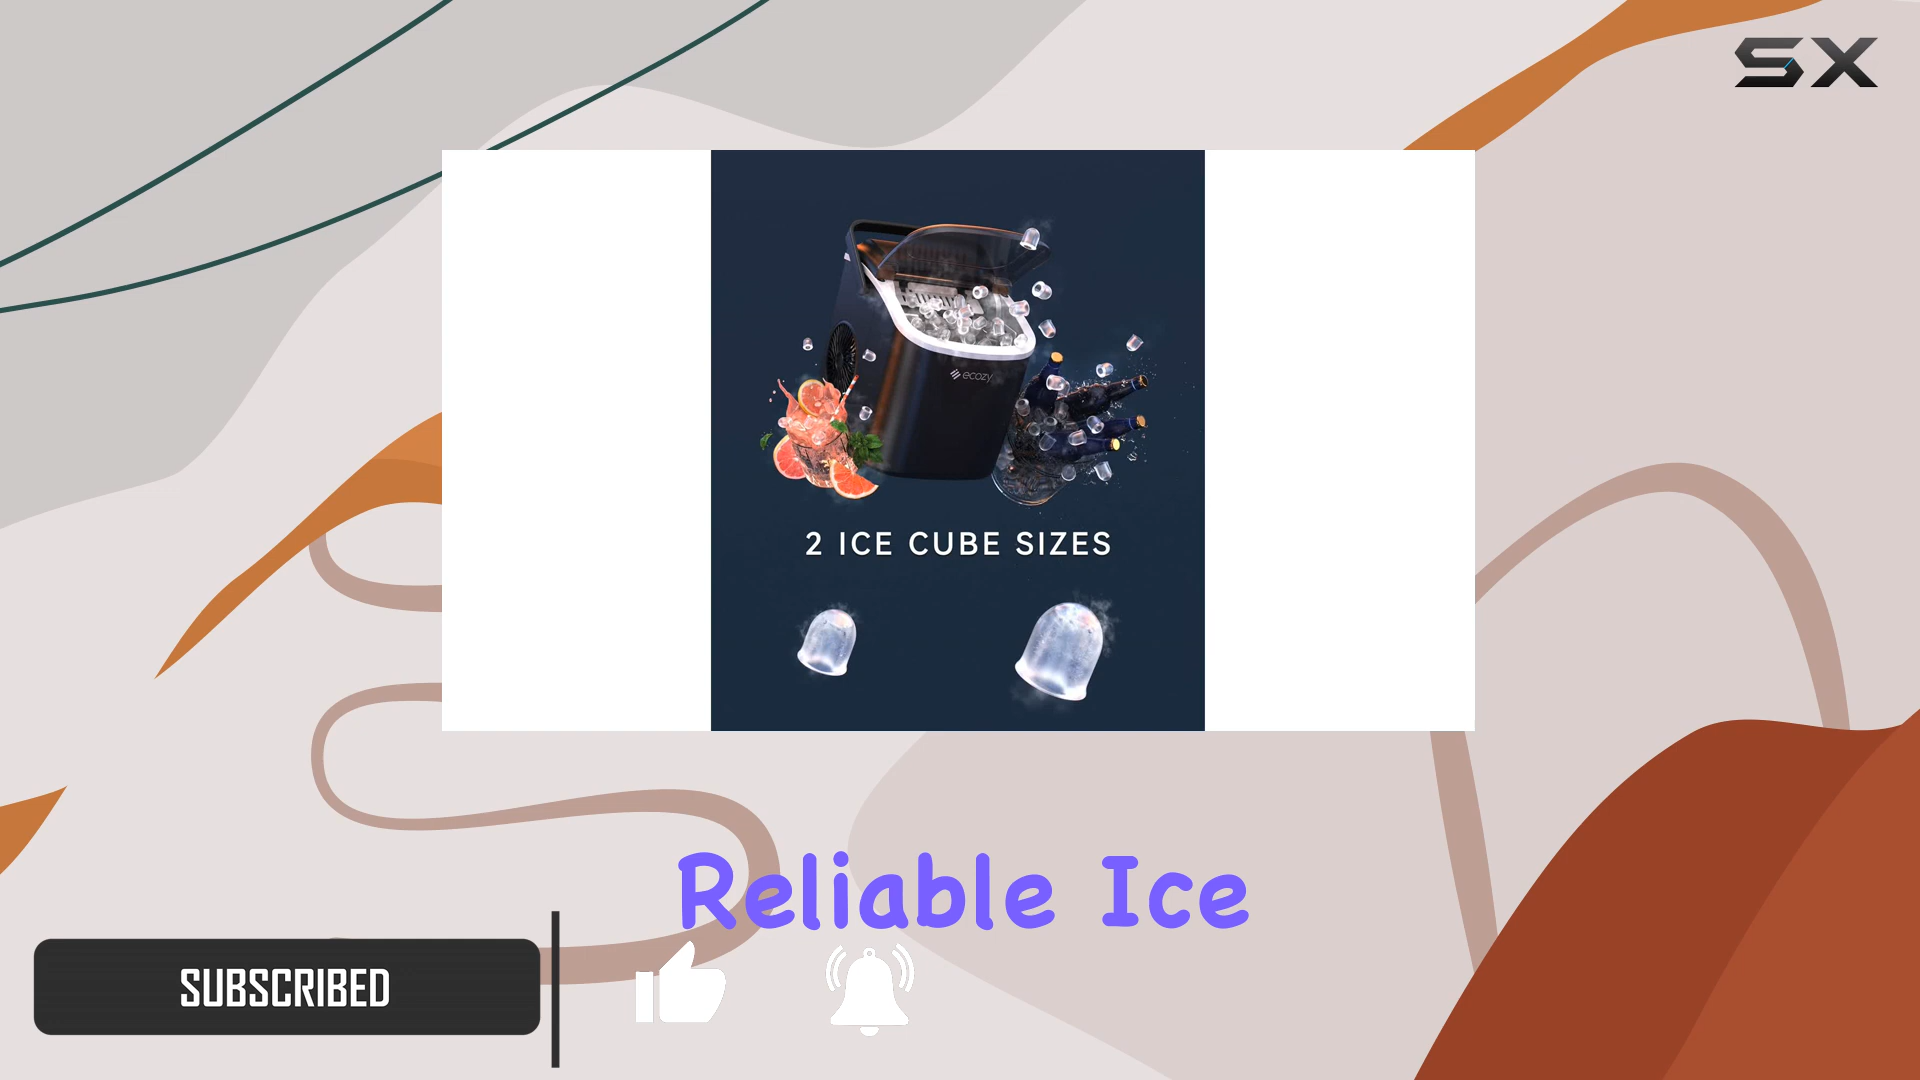 SX
ecozy
2 ICE CUBE SIZES
Reliable Ice
SUBSCRIBED